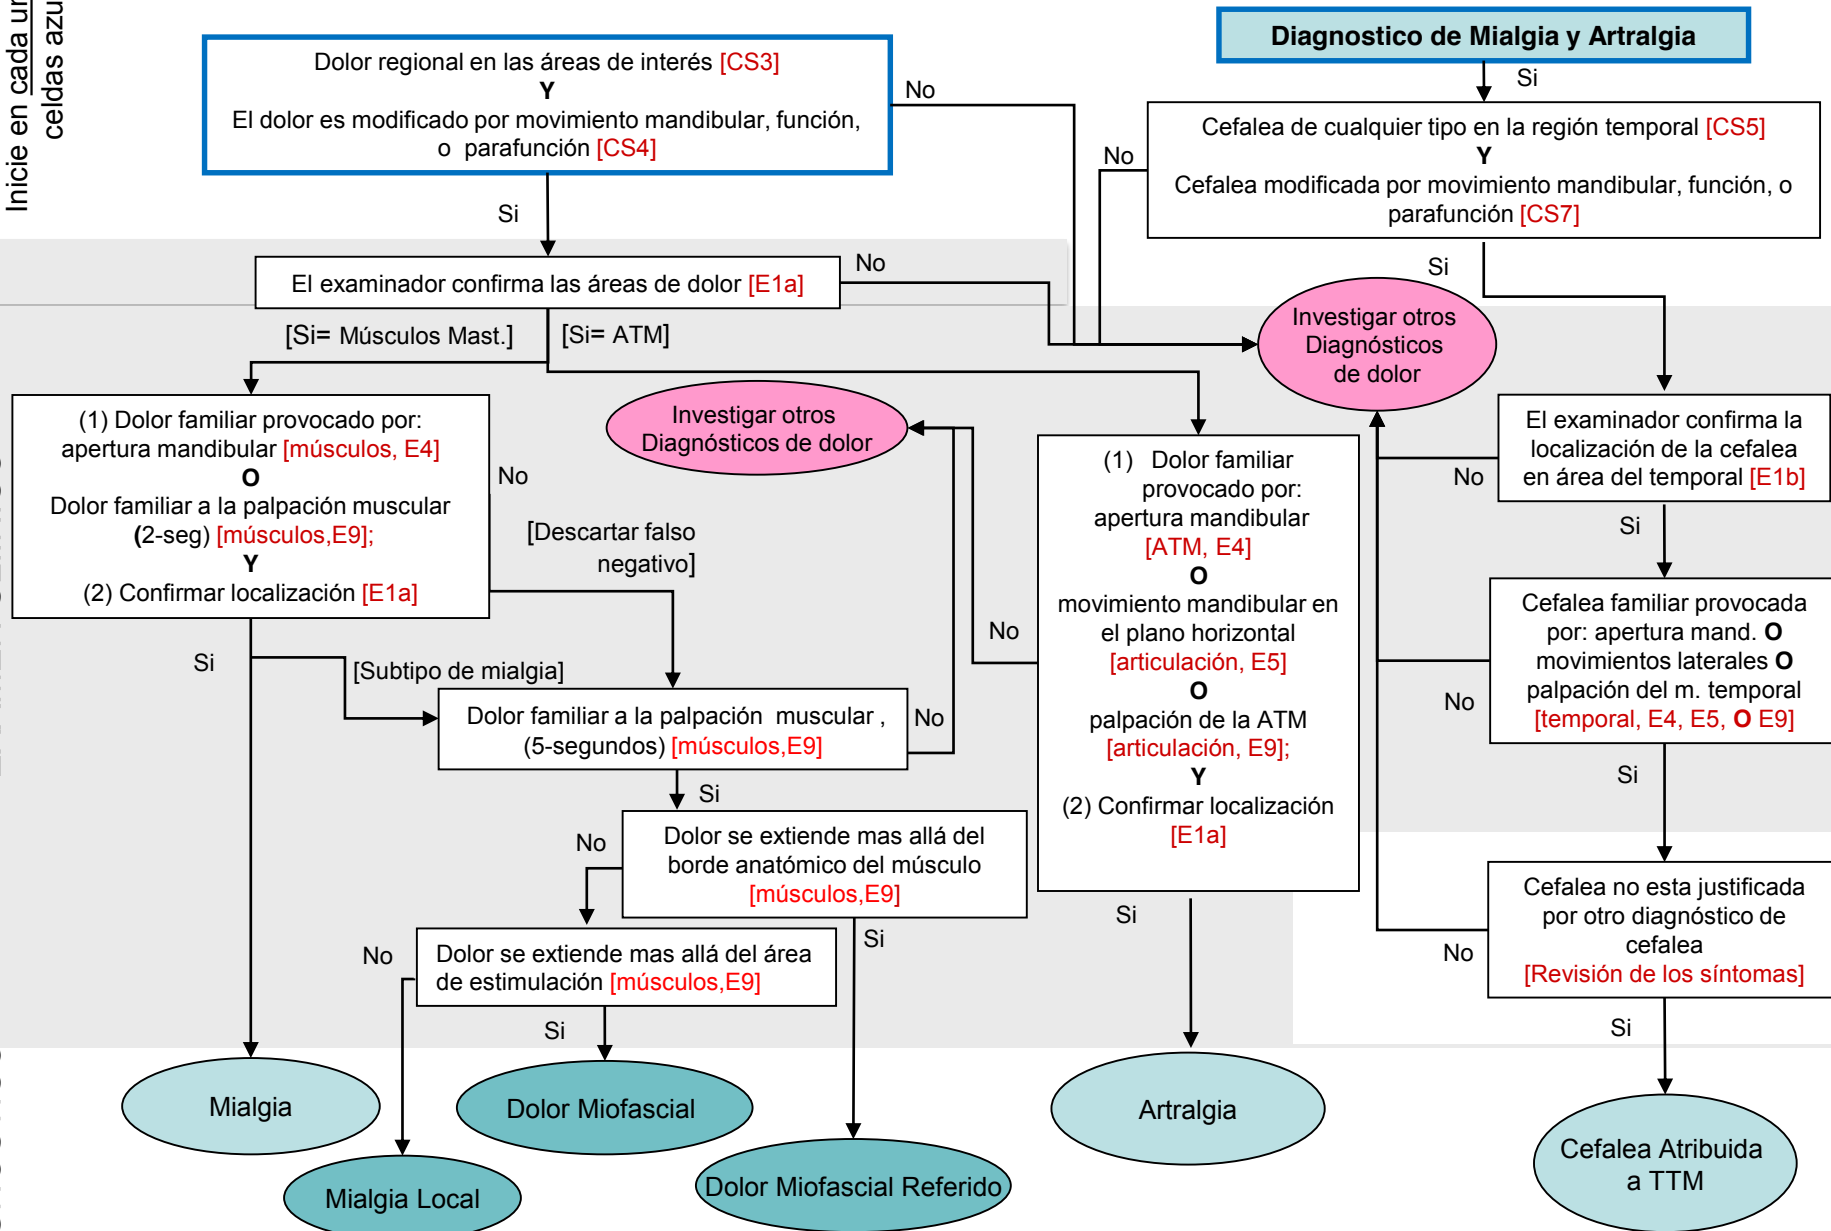 Inicie en cada un
celdas azu
Dolor regional en las áreas de interés [CS3]
Y
El dolor es modificado por movimiento mandibular, función,
o parafunción [CS4]
No
Si
Diagnostico de Mialgia y Artralgia
Si
Cefalea de cualquier tipo en la región temporal [CS5]
Y
Cefalea modificada por movimiento mandibular, función, o
parafunción [CS7]
No
Si
El examinador confirma las áreas de dolor [E1a]
No
[Si= Músculos Mast.]
[Si= ATM]
Investigar otros
Diagnósticos
de dolor
(1) Dolor familiar provocado por:
apertura mandibular [músculos, E4]
O
Dolor familiar a la palpación muscular
(2-seg) [músculos,E9];
Y
(2) Confirmar localización [E1a]
No
[Descartar falso
negativo]
Si
[Subtipo de mialgia]
Investigar otros
Diagnósticos de dolor
Dolor familiar a la palpación muscular ,
(5-segundos) [músculos,E9]
No
Si
Dolor se extiende mas allá del
borde anatómico del músculo
[músculos,E9]
No
Si
Dolor se extiende mas allá del área
de estimulación [músculos,E9]
No
Si
(1) Dolor familiar
provocado por:
apertura mandibular
[ATM, E4]
O
movimiento mandibular en
el plano horizontal
[articulación, E5]
O
palpación de la ATM
[articulación, E9];
Y
(2) Confirmar localización
[E1a]
No
Si
El examinador confirma la
localización de la cefalea
en área del temporal [E1b]
No
Si
Cefalea familiar provocada
por: apertura mand. O
movimientos laterales O
palpación del m. temporal
[temporal, E4, E5, O E9]
No
Si
Cefalea no esta justificada
por otro diagnóstico de
cefalea
[Revisión de los síntomas]
No
Si
Mialgia
Mialgia Local
Dolor Miofascial
Dolor Miofascial Referido
Artralgia
Cefalea Atribuida
a TTM